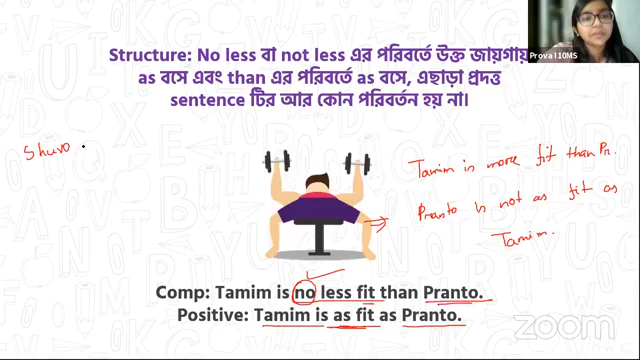 Structure: No less বা not less এর পরিবর্তে উক্ত জায়গায়
as বসে এবং than এর পরিবর্তে as বসে, এছাড়া প্রদত্ত
sentence টির আর কোন পরিবর্তন হয় না।
Proval10MS
Shuvo
Tamim is more fit than Pr.
Pranto is not as fit as
Tamim.
Comp: Tamim is no less fit than Pranto.
Positive: Tamim is as fit as Pranto.
zoom